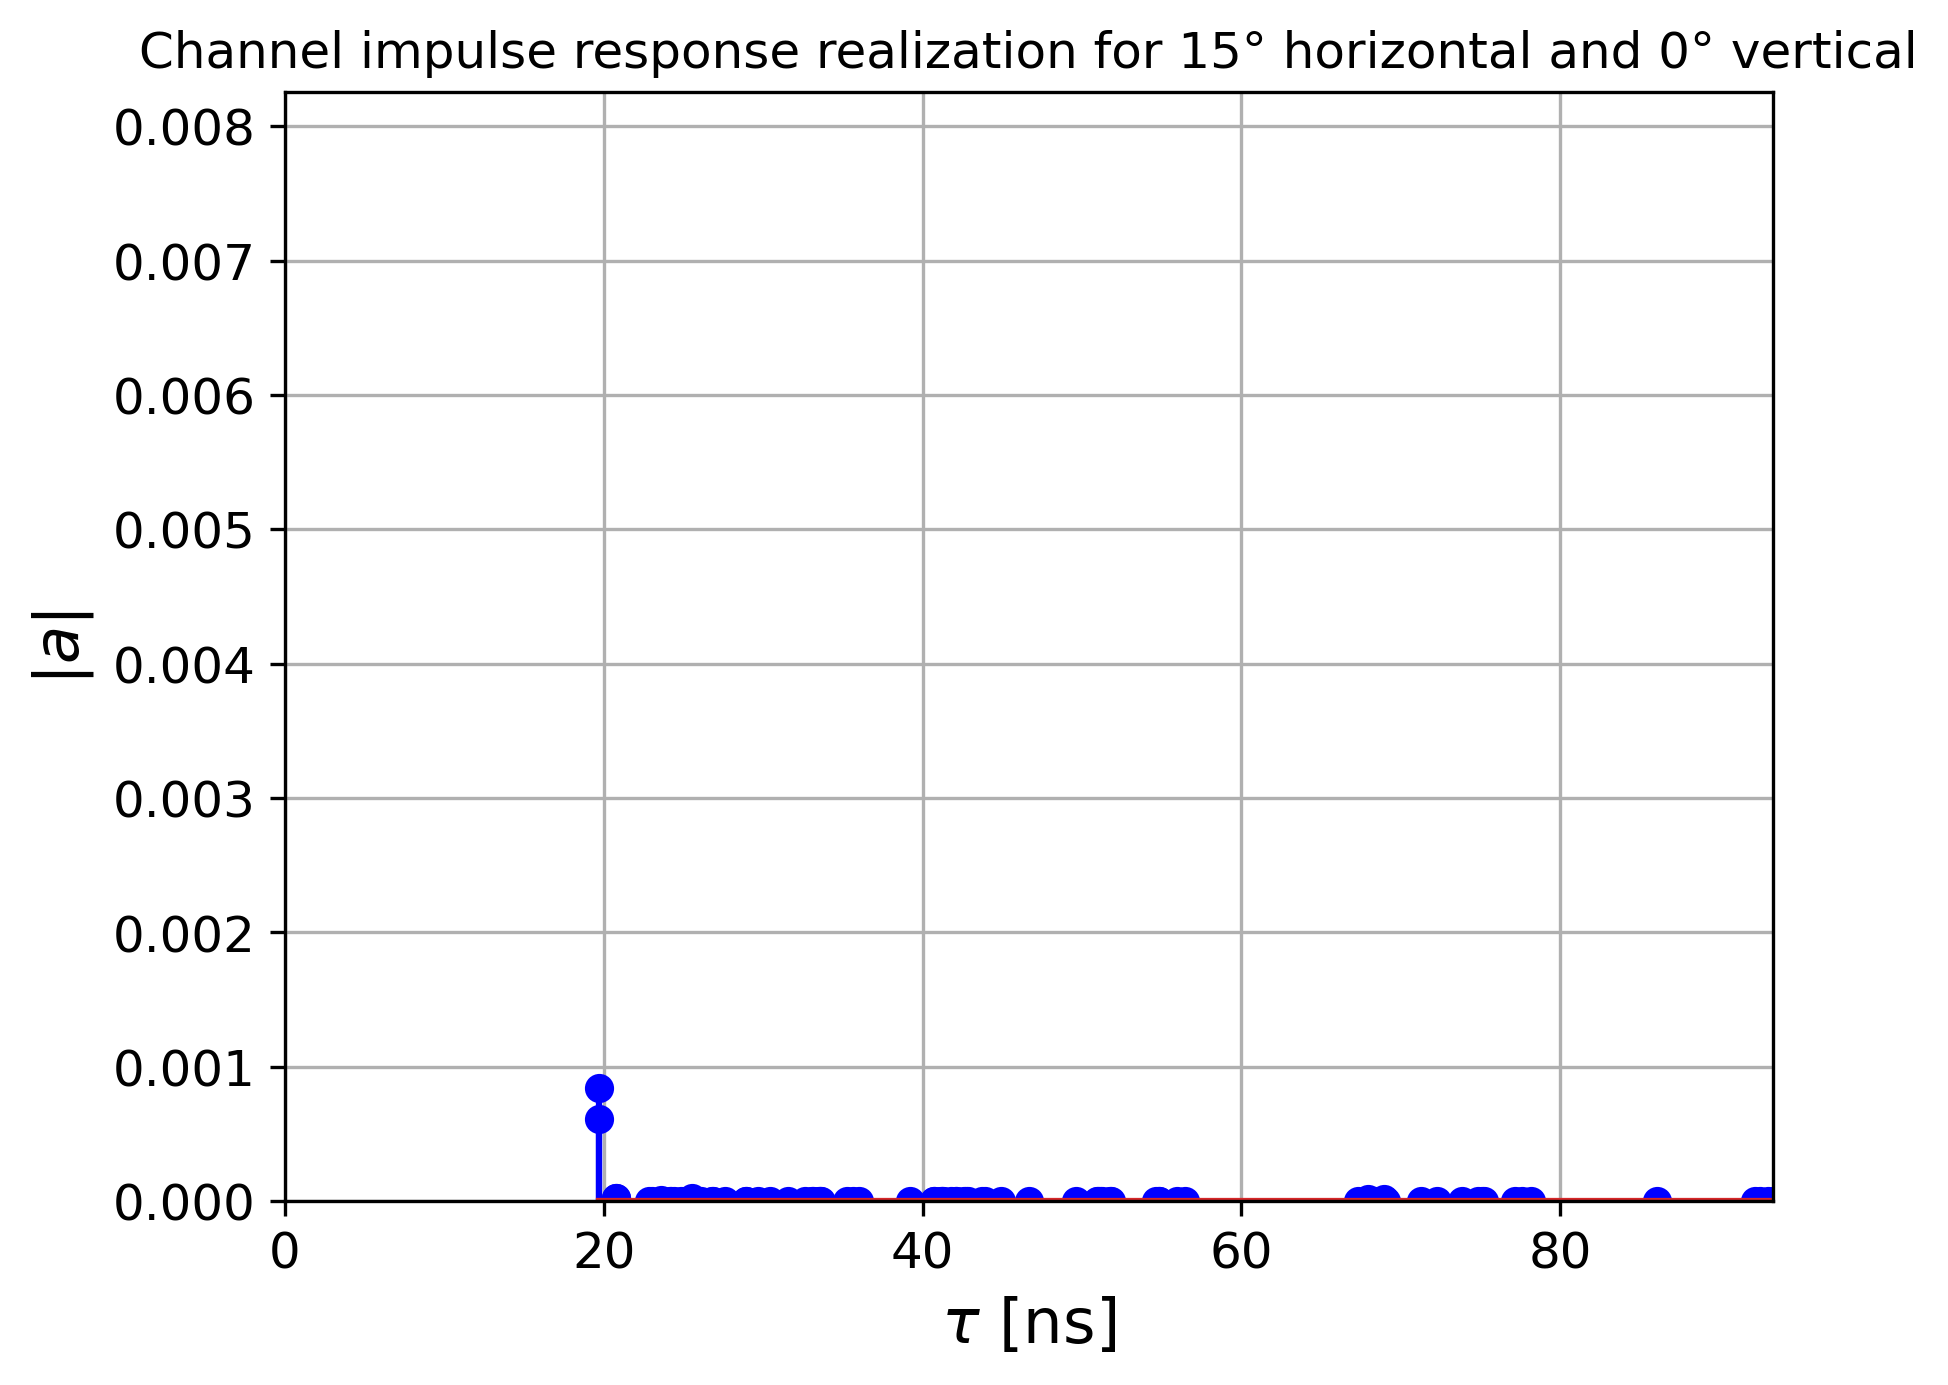 Channel impulse response realization for 15° horizontal and 0° vertical
0.008
0.007
0.006
0.005
0.004
0.003
0.002
0.001
0.000
|a|
0 20 40 60 80
τ [ns]